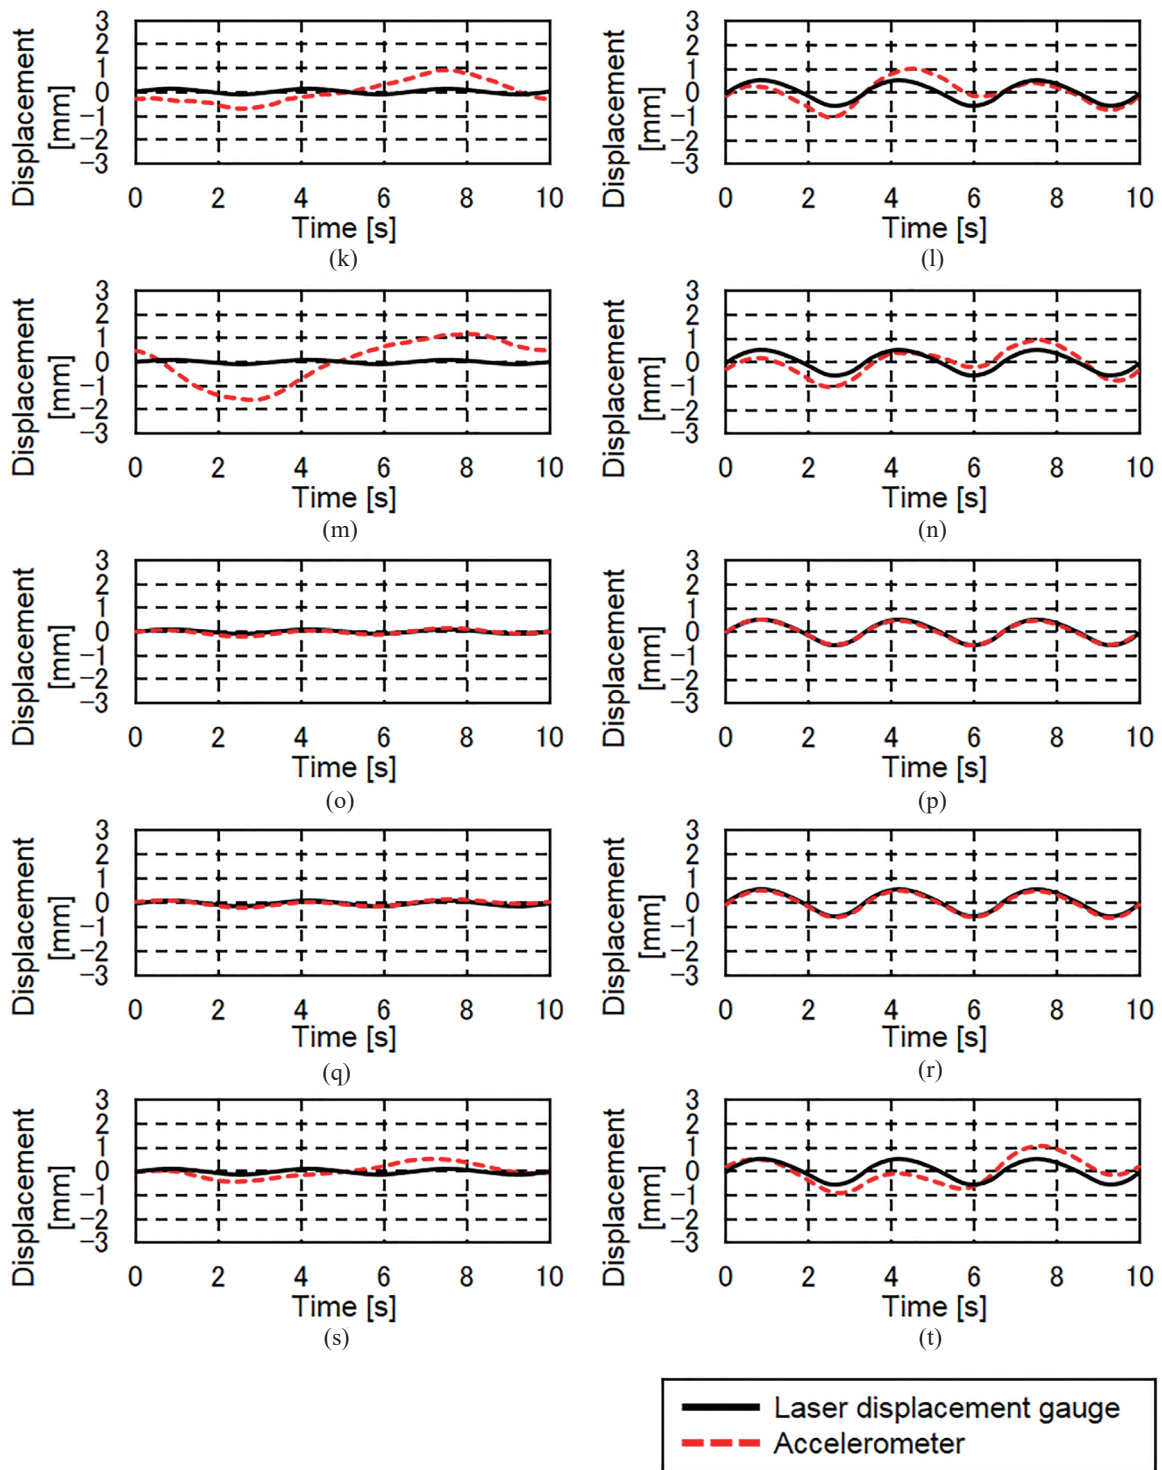 Displacement
[mm]
3
2
1
0
−1
−2
−3
0 2 4 6 8 10
Time [s]
(k)
Displacement
[mm]
3
2
1
0
−1
−2
−3
0 2 4 6 8 10
Time [s]
(l)
Displacement
[mm]
3
2
1
0
−1
−2
−3
0 2 4 6 8 10
Time [s]
(m)
Displacement
[mm]
3
2
1
0
−1
−2
−3
0 2 4 6 8 10
Time [s]
(n)
Displacement
[mm]
3
2
1
0
−1
−2
−3
0 2 4 6 8 10
Time [s]
(o)
Displacement
[mm]
3
2
1
0
−1
−2
−3
0 2 4 6 8 10
Time [s]
(p)
Displacement
[mm]
3
2
1
0
−1
−2
−3
0 2 4 6 8 10
Time [s]
(q)
Displacement
[mm]
3
2
1
0
−1
−2
−3
0 2 4 6 8 10
Time [s]
(r)
Displacement
[mm]
3
2
1
0
−1
−2
−3
0 2 4 6 8 10
Time [s]
(s)
Displacement
[mm]
3
2
1
0
−1
−2
−3
0 2 4 6 8 10
Time [s]
(t)
Laser displacement gauge
Accelerometer